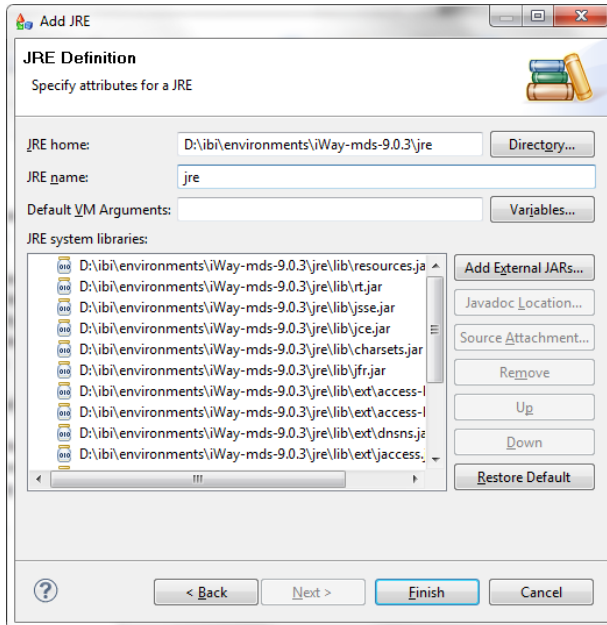 Add JRE
JRE Definition
Specify attributes for a JRE
JRE home: D:\ibi\environments\iWay-mds-9.0.3\jre Directory...
JRE name: jre
Default VM Arguments: Variables...
JRE system libraries:
D:\ibi\environments\iWay-mds-9.0.3\jre\lib\resources.ja
D:\ibi\environments\iWay-mds-9.0.3\jre\lib\rt.jar
D:\ibi\environments\iWay-mds-9.0.3\jre\lib\jsse.jar
D:\ibi\environments\iWay-mds-9.0.3\jre\lib\jce.jar
D:\ibi\environments\iWay-mds-9.0.3\jre\lib\charsets.jar
D:\ibi\environments\iWay-mds-9.0.3\jre\lib\jfr.jar
D:\ibi\environments\iWay-mds-9.0.3\jre\lib\ext\access-
D:\ibi\environments\iWay-mds-9.0.3\jre\lib\ext\access-
D:\ibi\environments\iWay-mds-9.0.3\jre\lib\ext\dnsns.ja
D:\ibi\environments\iWay-mds-9.0.3\jre\lib\ext\jaccess.
Add External JARs...
Javadoc Location...
Source Attachment...
Remove
Up
Down
Restore Default
? < Back Next > Finish Cancel